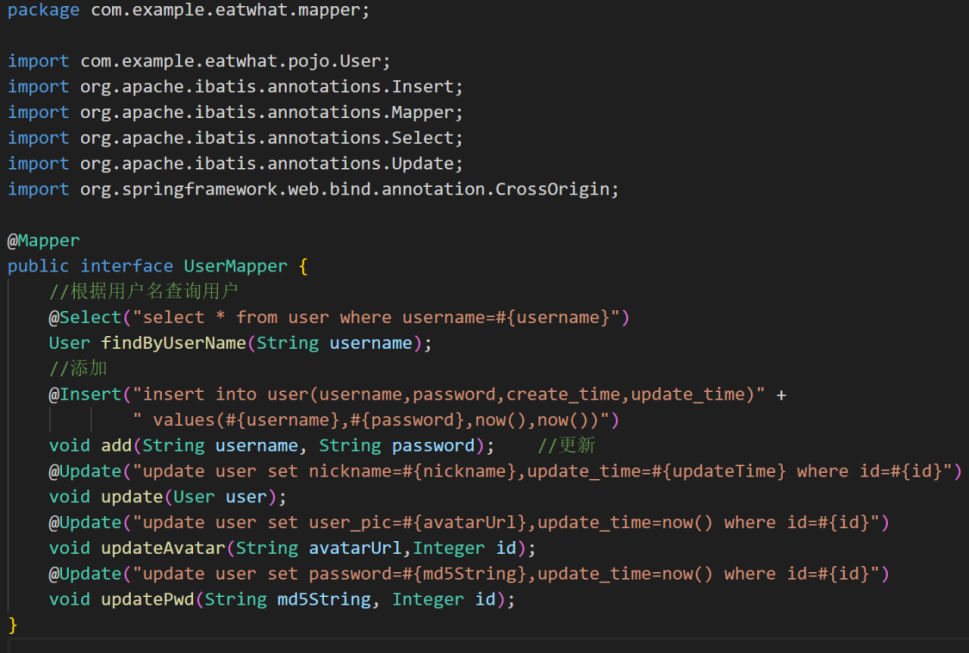 package com.example.eatwhat.mapper;
import com.example.eatwhat.pojo.User;
import org.apache.ibatis.annotations.Insert;
import org.apache.ibatis.annotations.Mapper;
import org.apache.ibatis.annotations.Select;
import org.apache.ibatis.annotations.Update;
import org.springframework.web.bind.annotation.CrossOrigin;
@Mapper
public interface UserMapper {
    //根据用户名查询用户
    @Select("select * from user where username=#{username}")
    User findByUserName(String username);
    //添加
    @Insert("insert into user(username,password,create_time,update_time)" +
            " values(#{username},#{password},now(),now())")
    void add(String username, String password);    //更新
    @Update("update user set nickname=#{nickname},update_time=#{updateTime} where id=#{id}")
    void update(User user);
    @Update("update user set user_pic=#{avatarUrl},update_time=now() where id=#{id}")
    void updateAvatar(String avatarUrl,Integer id);
    @Update("update user set password=#{md5String},update_time=now() where id=#{id}")
    void updatePwd(String md5String, Integer id);
}